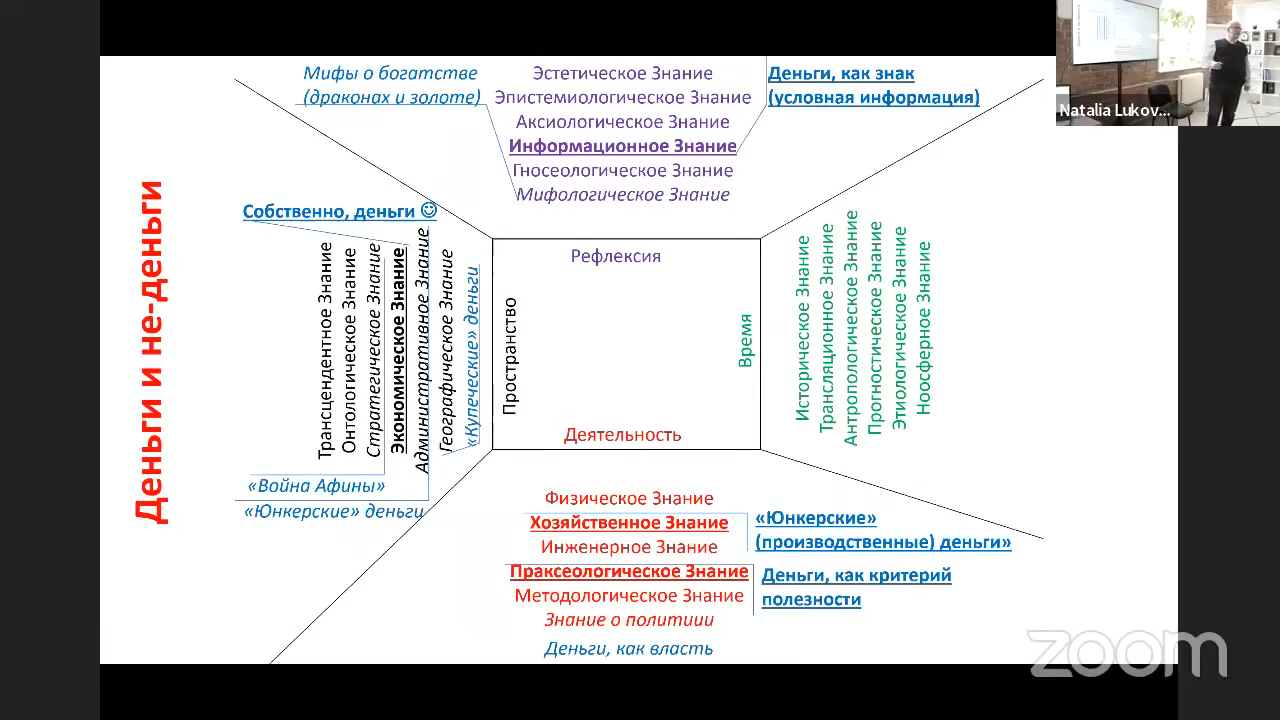 Natalia Lukov...
Деньги и не-деньги
Мифы о богатстве
(драконах и золоте)
Эстетическое Знание
Эпистемиологическое Знание
Аксиологическое Знание
Информационное Знание
Гносеологическое Знание
Мифологическое Знание
Деньги, как знак
(условная информация)
Собственно, деньги ☺
Трансцендентное Знание
Онтологическое Знание
Стратегическое Знание
Экономическое Знание
Административное Знание
Географическое Знание
«Купеческие» деньги
«Война Афины»
«Юнкерские» деньги
Рефлексия
Пространство
Время
Деятельность
Историческое Знание
Трансляционное Знание
Антропологическое Знание
Прогностическое Знание
Этиологическое Знание
Ноосферное Знание
Физическое Знание
Хозяйственное Знание
Инженерное Знание
Праксеологическое Знание
Методологическое Знание
Знание о политиии
Деньги, как власть
«Юнкерские»
(производственные) деньги»
Деньги, как критерий
полезности
zoom